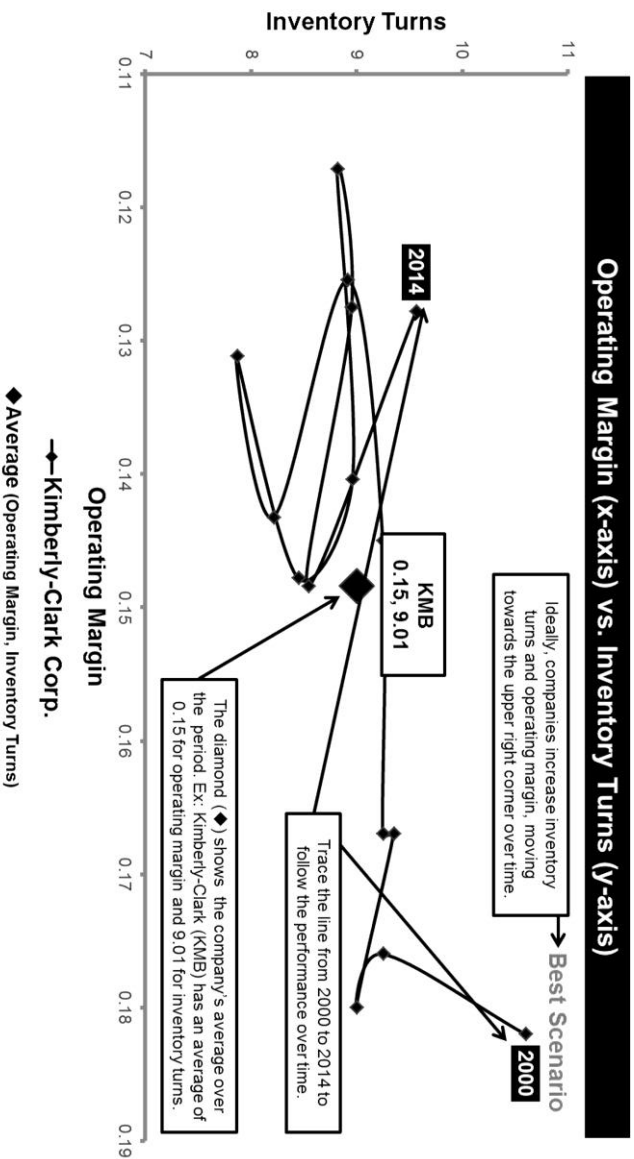 Operating Margin (x-axis) vs. Inventory Turns (y-axis)
Ideally, companies increase inventory
turns and operating margin, moving
towards the upper right corner over time.
Best Scenario
2000
2014
KMB
0.15, 9.01
Trace the line from 2000 to 2014 to
follow the performance over time.
The diamond (◆) shows the company's average over
the period. Ex: Kimberly-Clark (KMB) has an average of
0.15 for operating margin and 9.01 for inventory turns.
Inventory Turns
11
10
9
8
7
0.11
0.12
0.13
0.14
0.15
0.16
0.17
0.18
0.19
Operating Margin
Kimberly-Clark Corp.
◆Average (Operating Margin, Inventory Turns)